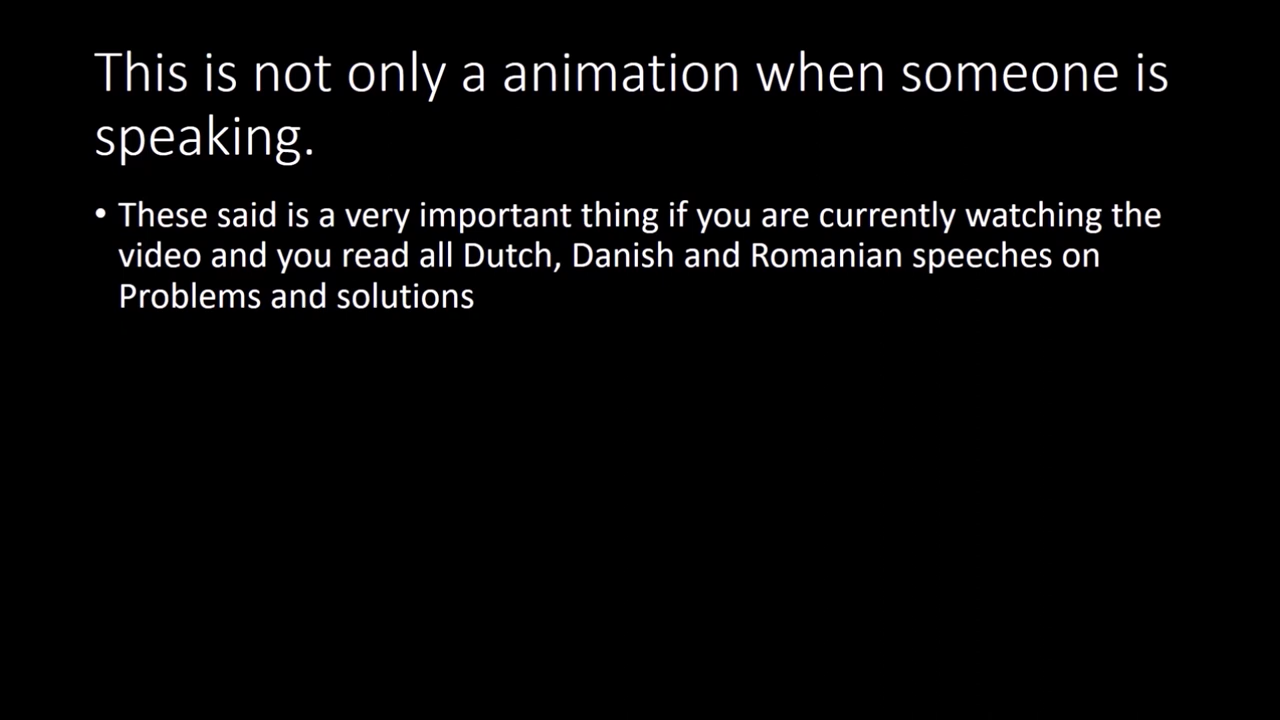 This is not only a animation when someone is
speaking.
• These said is a very important thing if you are currently watching the
video and you read all Dutch, Danish and Romanian speeches on
Problems and solutions